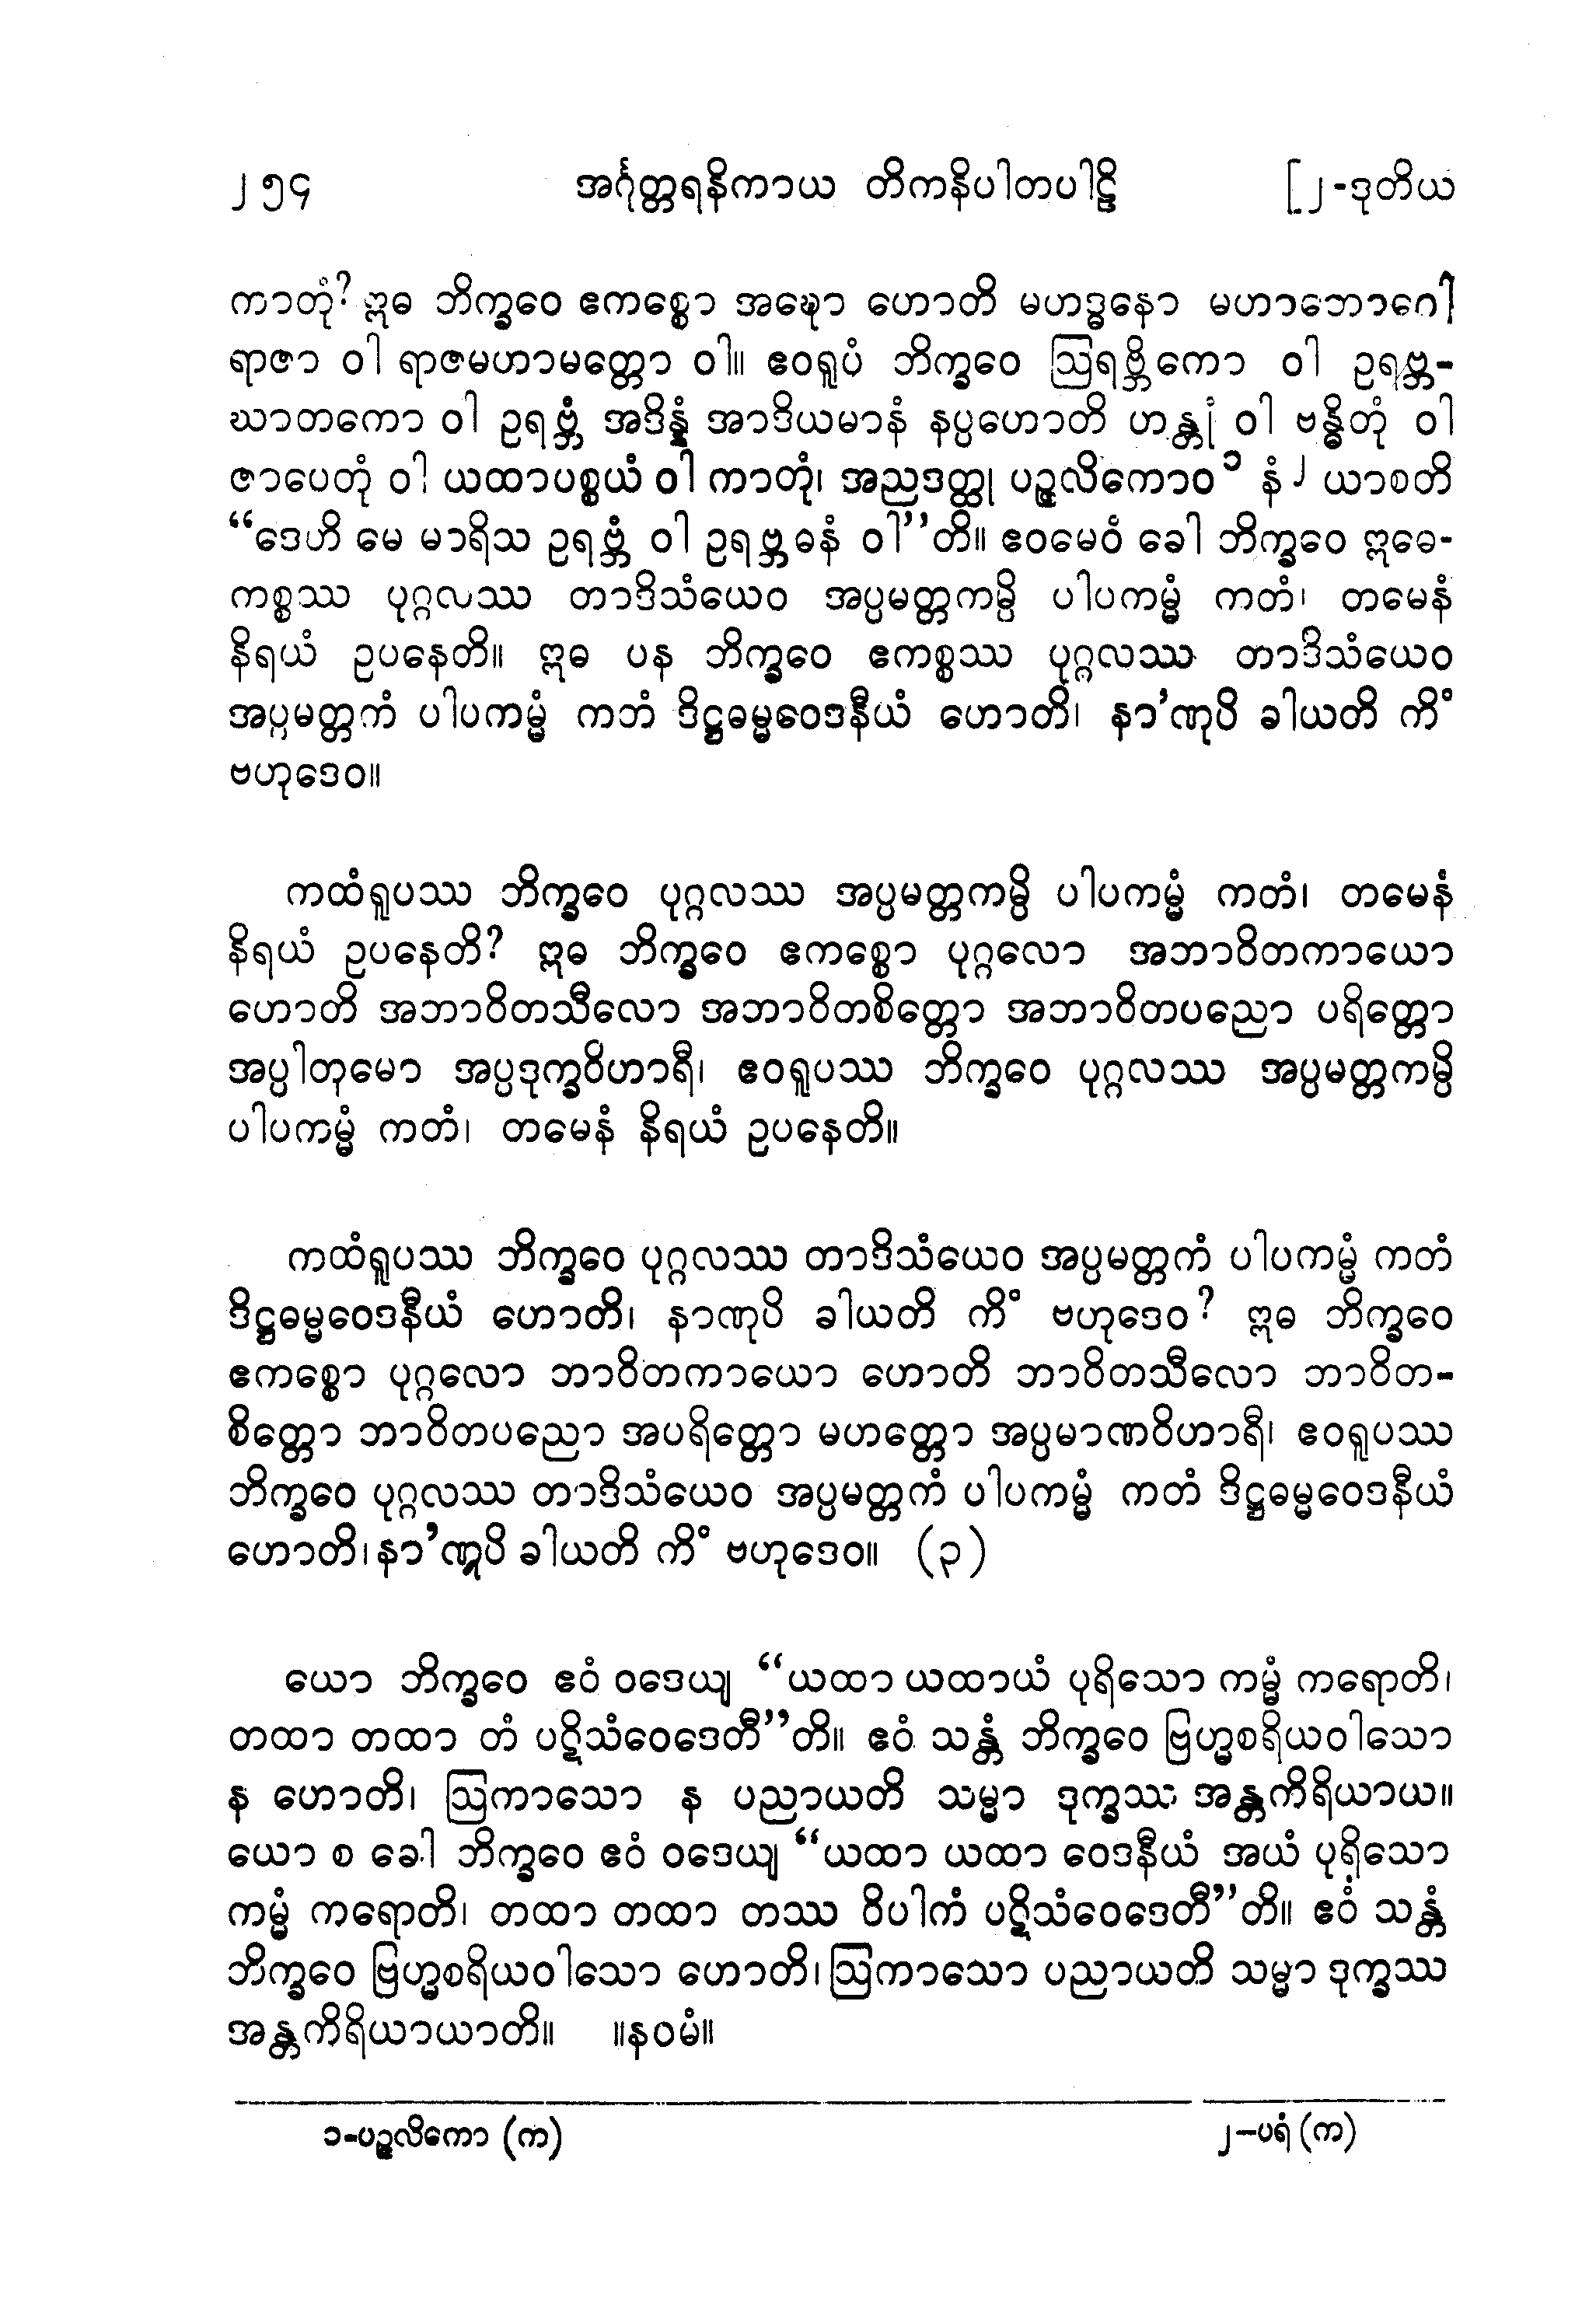 ၂၅၄ အင်္ဂုတ္တရနိကာယ တိကနိပါတပါဠိ [၂-ဒုတိယ
ကာတုံ? ဣဓ ဘိက္ခဝေ ဧကစ္စော အဍ္ဎော ဟောတိ မဟဒ္ဓနော မဟာဘောဂေါ
ရာဇာ ဝါ ရာဇမဟာမတ္တော ဝါ။ ဧဝရူပံ ဘိက္ခဝေ ဩရဗ္ဘိကော ဝါ ဥရဗ္ဘ-
ဃာတကော ဝါ ဥရဗ္ဘံ အဒိန္နံ အာဒိယမာနံ နပ္ပဟောတိ ဟန္တုံ ဝါ ဗန္ဓိတုံ ဝါ
ဇာပေတုံ ဝါ ယထာပစ္စယံ ဝါ ကာတုံ၊ အညဒတ္ထု ပဉ္ဇလိကောဝ ၁ နံ ၂ ယာစတိ
“ဒေဟိ မေ မာရိသ ဥရဗ္ဘံ ဝါ ဥရဗ္ဘဓနံ ဝါ”တိ။ ဧဝမေဝံ ခေါ ဘိက္ခဝေ ဣဓေ-
ကစ္စဿ ပုဂ္ဂလဿ တာဒိသံယေဝ အပ္ပမတ္တကမ္ပိ ပါပကမ္မံ ကတံ၊ တမေနံ
နိရယံ ဥပနေတိ။ ဣဓ ပန ဘိက္ခဝေ ဧကစ္စဿ ပုဂ္ဂလဿ တာဒိသံယေဝ
အပ္ပမတ္တကံ ပါပကမ္မံ ကဘံ ဒိဋ္ဌဓမ္မဝေဒနီယံ ဟောတိ၊ နာ’ဏုပိ ခါယတိ ကိံ
ဗဟုဒေဝ။
ကထံရူပဿ ဘိက္ခဝေ ပုဂ္ဂလဿ အပ္ပမတ္တကမ္ပိ ပါပကမ္မံ ကတံ၊ တမေနံ
နိရယံ ဥပနေတိ? ဣဓ ဘိက္ခဝေ ဧကစ္စော ပုဂ္ဂလော အဘာဝိတကာယော
ဟောတိ အဘာဝိတသီလော အဘာဝိတစိတ္တော အဘာဝိတပညော ပရိတ္တော
အပ္ပါတုမော အပ္ပဒုက္ခဝိဟာရီ၊ ဧဝရူပဿ ဘိက္ခဝေ ပုဂ္ဂလဿ အပ္ပမတ္တကမ္ပိ
ပါပကမ္မံ ကတံ၊ တမေနံ နိရယံ ဥပနေတိ။
ကထံရူပဿ ဘိက္ခဝေ ပုဂ္ဂလဿ တာဒိသံယေဝ အပ္ပမတ္တကံ ပါပကမ္မံ ကတံ
ဒိဋ္ဌဓမ္မဝေဒနီယံ ဟောတိ၊ နာဏုပိ ခါယတိ ကိံ ဗဟုဒေဝ? ဣဓ ဘိက္ခဝေ
ဧကစ္စော ပုဂ္ဂလော ဘာဝိတကာယော ဟောတိ ဘာဝိတသီလော ဘာဝိတ-
စိတ္တော ဘာဝိတပညော အပရိတ္တော မဟတ္တော အပ္ပမာဏဝိဟာရီ၊ ဧဝရူပဿ
ဘိက္ခဝေ ပုဂ္ဂလဿ တာဒိသံယေဝ အပ္ပမတ္တကံ ပါပကမ္မံ ကတံ ဒိဋ္ဌဓမ္မဝေဒနီယံ
ဟောတိ၊ နာ’ဏုပိ ခါယတိ ကိံ ဗဟုဒေဝ။ (၃)
ယော ဘိက္ခဝေ ဧဝံ ဝဒေယျ “ယထာ ယထာယံ ပုရိသော ကမ္မံ ကရောတိ၊
တထာ တထာ တံ ပဋိသံဝေဒေတီ”တိ။ ဧဝံ သန္တံ ဘိက္ခဝေ ဗြဟ္မစရိယဝါသော
န ဟောတိ၊ ဩကာသော န ပညာယတိ သမ္မာ ဒုက္ခဿ အန္တကိရိယာယ။
ယော စ ခေါ ဘိက္ခဝေ ဧဝံ ဝဒေယျ “ယထာ ယထာ ဝေဒနီယံ အယံ ပုရိသော
ကမ္မံ ကရောတိ၊ တထာ တထာ တဿ ဝိပါကံ ပဋိသံဝေဒေတီ”တိ။ ဧဝံ သန္တံ
ဘိက္ခဝေ ဗြဟ္မစရိယဝါသော ဟောတိ၊ ဩကာသော ပညာယတိ သမ္မာ ဒုက္ခဿ
အန္တကိရိယာယာတိ။ ။နဝမံ။
၁-ပဉ္ဇလိကော (က) ၂-ပရံ (က)